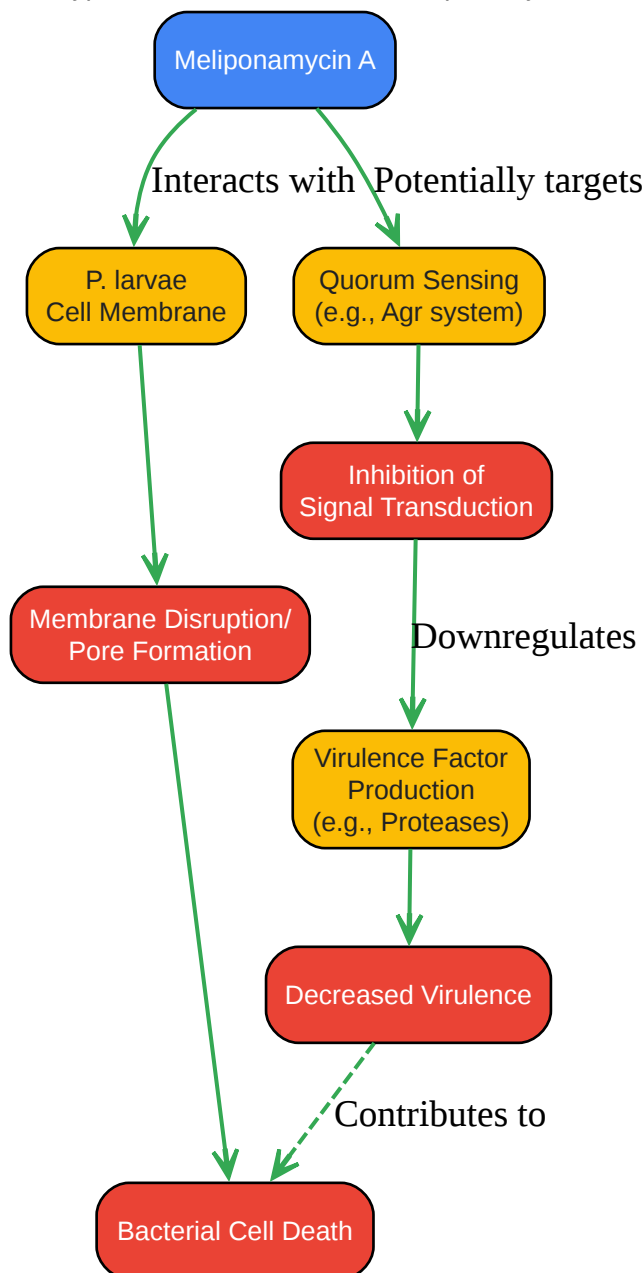 Meliponamycin A
Interacts with
Potentially targets
P. larvae
Cell Membrane
Quorum Sensing
(e.g., Agr system)
Inhibition of
Signal Transduction
Membrane Disruption/
Pore Formation
Downregulates
Virulence Factor
Production
(e.g., Proteases)
Decreased Virulence
Contributes to
Bacterial Cell Death